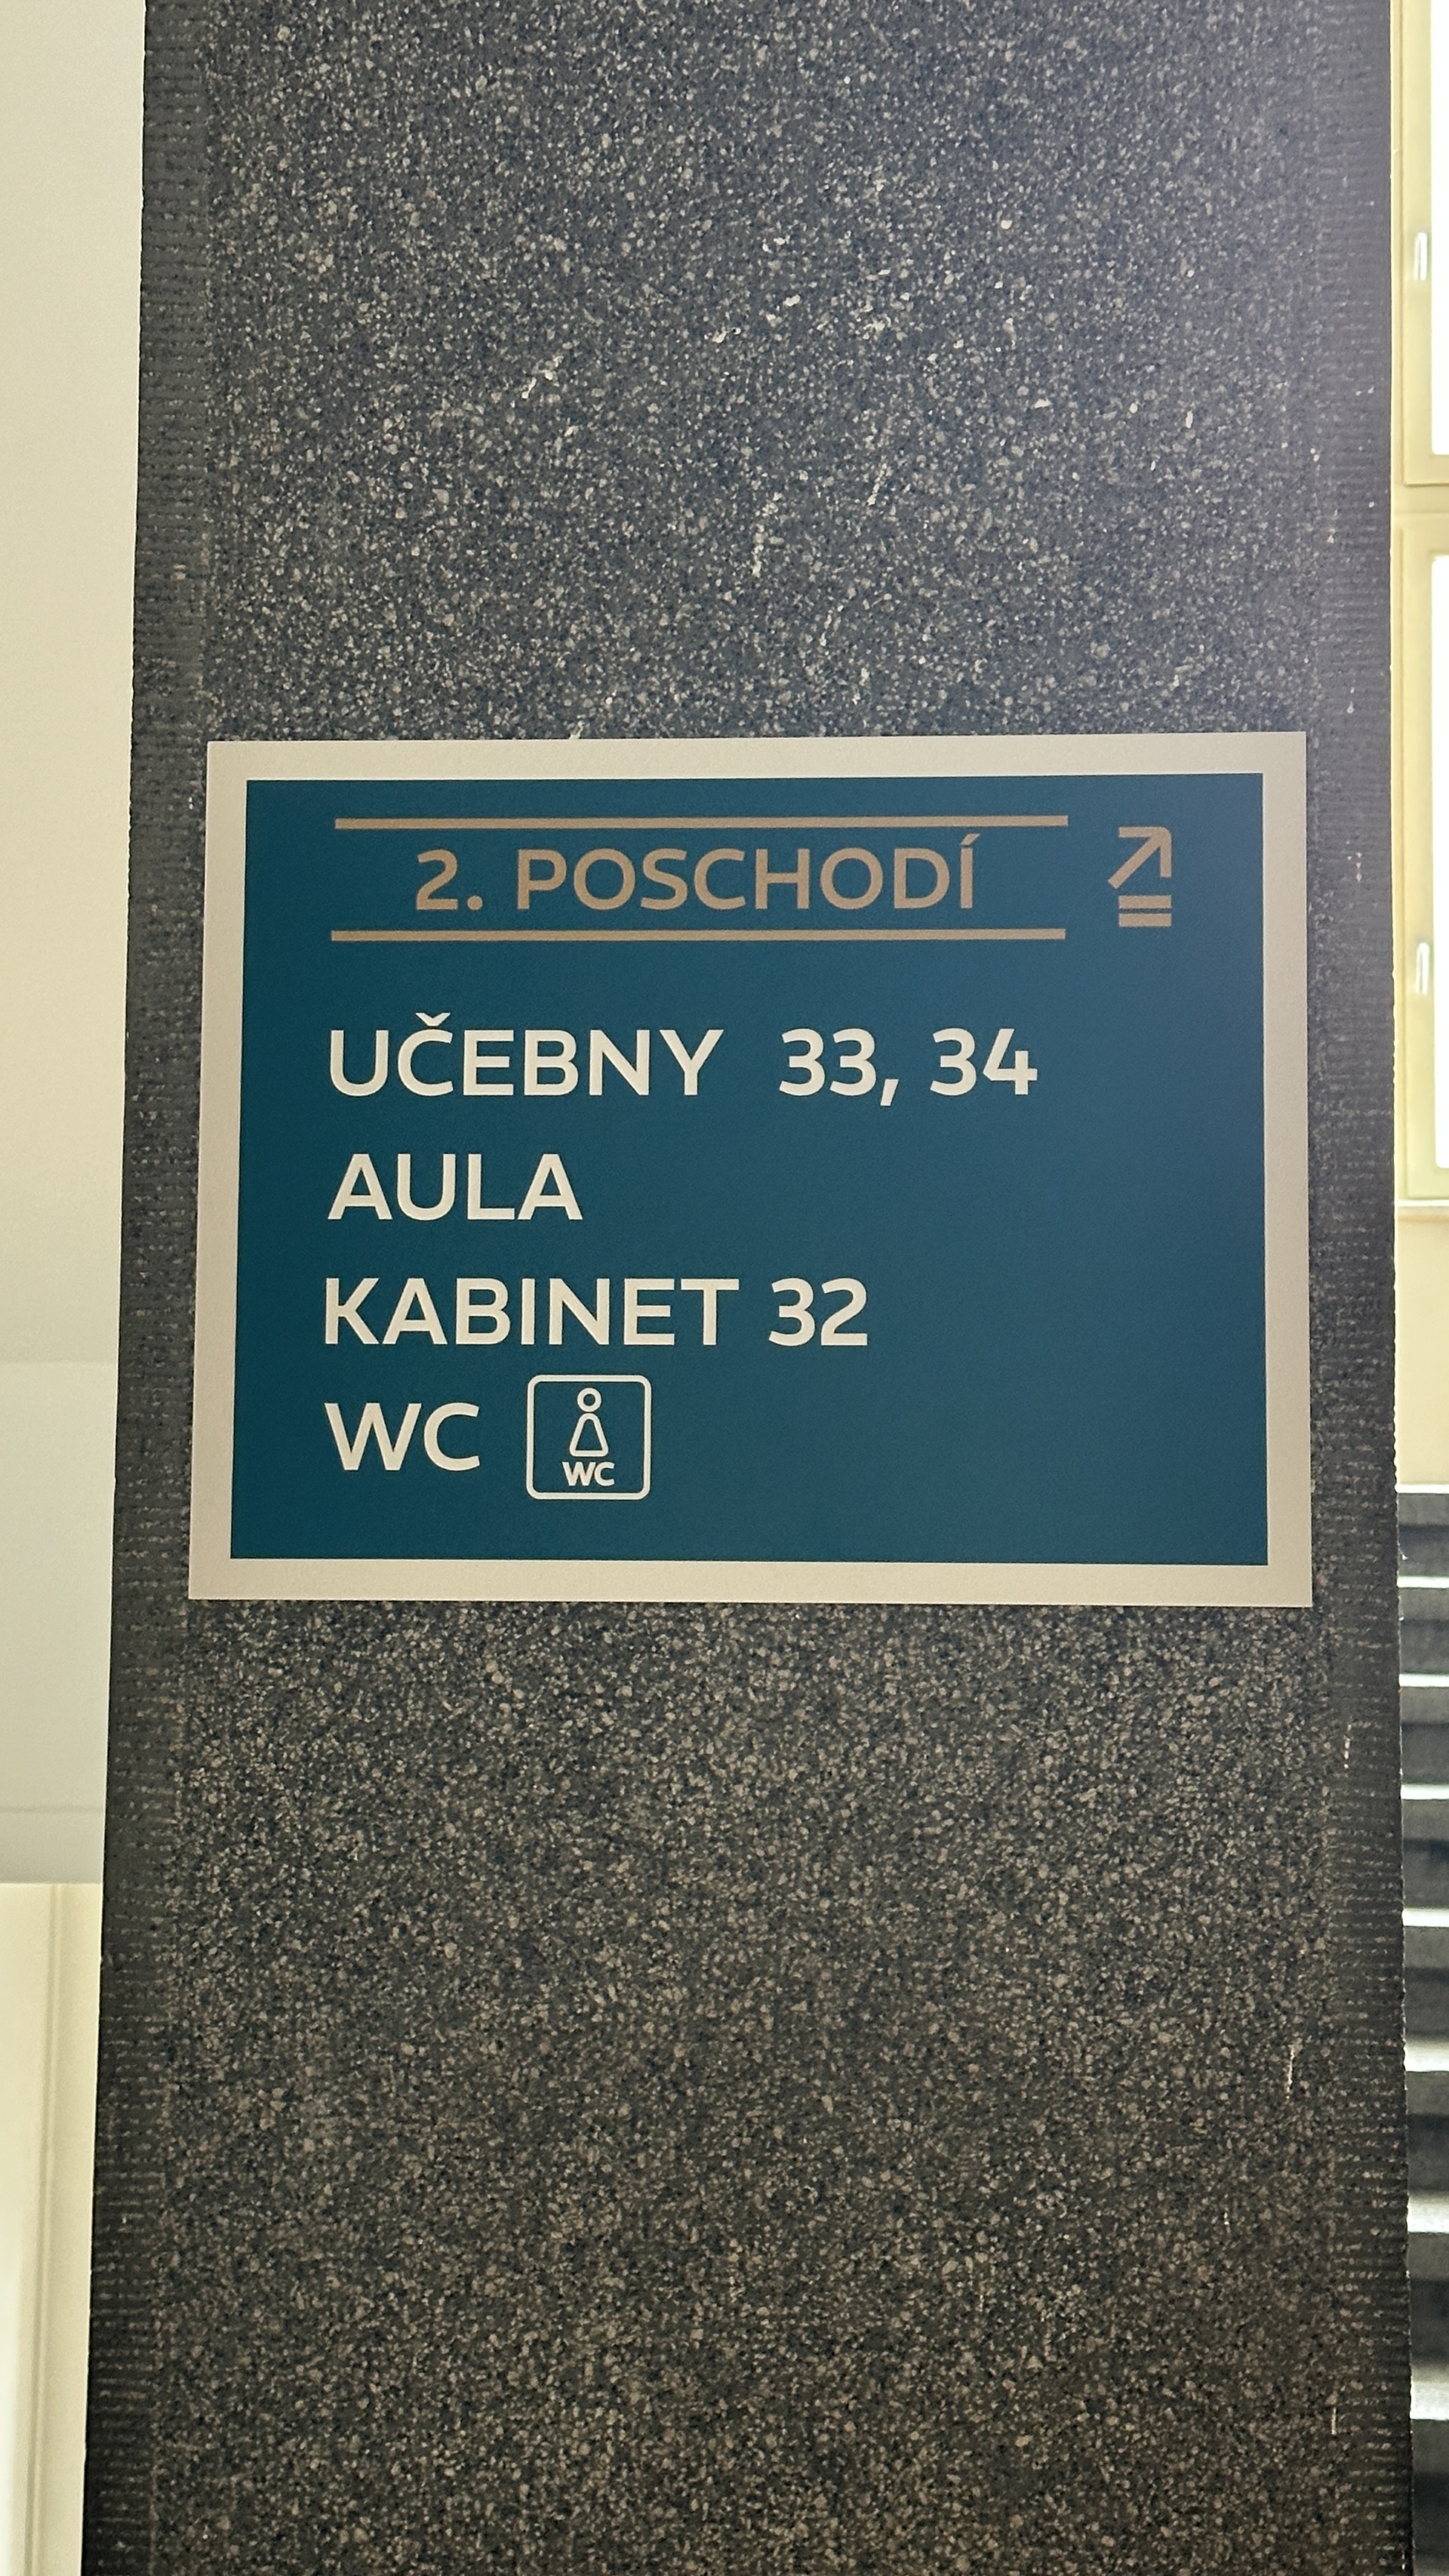 2. POSCHODÍ
UČEBNY 33, 34
AULA
KABINET 32
WC
WC